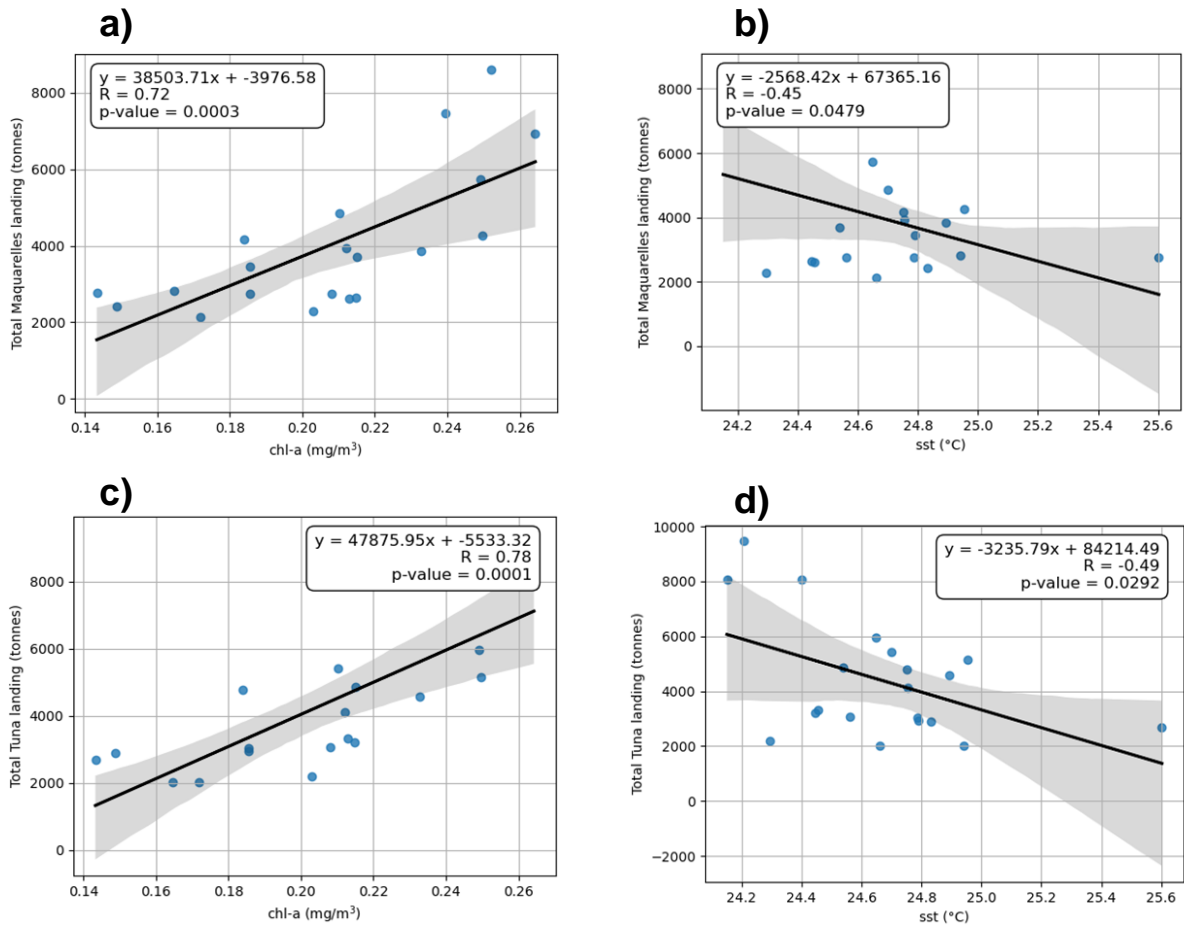 a)
y = 38503.71x + -3976.58
R = 0.72
p-value = 0.0003
Total Maquarelles landing (tonnes)
8000
6000
4000
2000
0
0.14 0.16 0.18 0.20 0.22 0.24 0.26
chl-a (mg/m³)
b)
y = -2568.42x + 67365.16
R = -0.45
p-value = 0.0479
Total Maquarelles landing (tonnes)
8000
6000
4000
2000
0
24.2 24.4 24.6 24.8 25.0 25.2 25.4 25.6
sst (°C)
c)
y = 47875.95x + -5533.32
R = 0.78
p-value = 0.0001
Total Tuna landing (tonnes)
8000
6000
4000
2000
0
0.14 0.16 0.18 0.20 0.22 0.24 0.26
chl-a (mg/m³)
d)
y = -3235.79x + 84214.49
R = -0.49
p-value = 0.0292
Total Tuna landing (tonnes)
10000
8000
6000
4000
2000
0
−2000
24.2 24.4 24.6 24.8 25.0 25.2 25.4 25.6
sst (°C)